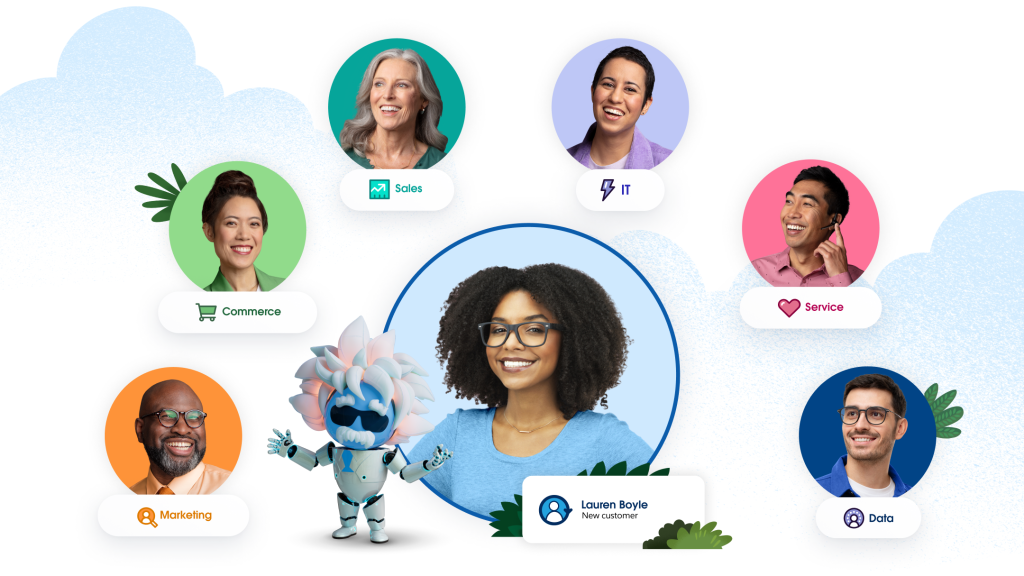 Sales
IT
Commerce
Service
Marketing
Lauren Boyle
New customer
Data